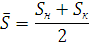 S̄ = (Sн + Sк) / 2